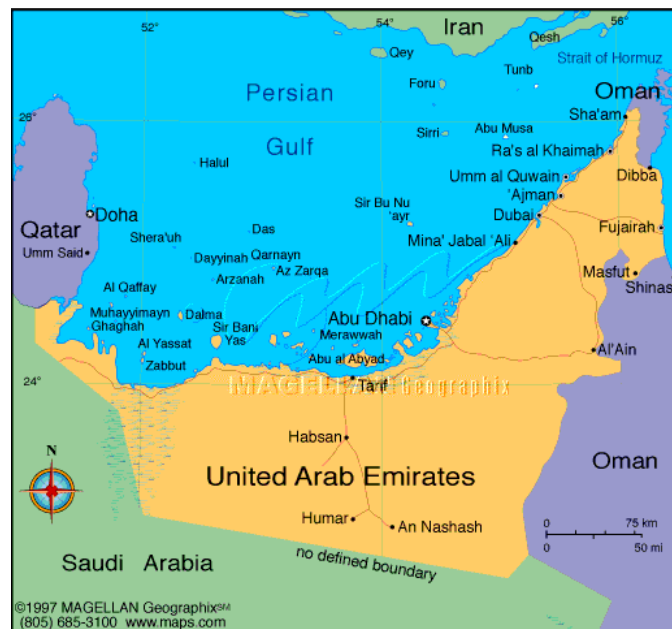 52°
54°
56°
Iran
Qesh
Qey
Strait of Hormuz
Foru
Tunb
Persian
Oman
26°
Sha'am
Sirri
Abu Musa
Gulf
Ra's al Khaimah
Halul
Umm al Quwain
Dibba
'Ajman
Sir Bu Nu
'ayr
Doha
Dubai
Qatar
Das
Fujairah
Shera'uh
Mina' Jabal 'Ali
Umm Said
Dayyinah
Qarnayn
Az Zarqa
Masfut
Arzanah
Shinas
Al Qaffay
Muhayyimayn
Dalma
Abu Dhabi
Ghaghah
Sir Bani
Yas
Merawwah
Al Yassat
Al'Ain
Abu al Abyad
Zabbut
24°
MAGELLAN Geographix
Tarif
N
Habsan
Oman
United Arab Emirates
0 75 km
0 50 mi
Humar
An Nashash
no defined boundary
Saudi Arabia
©1997 MAGELLAN Geographix℠
(805) 685-3100 www.maps.com